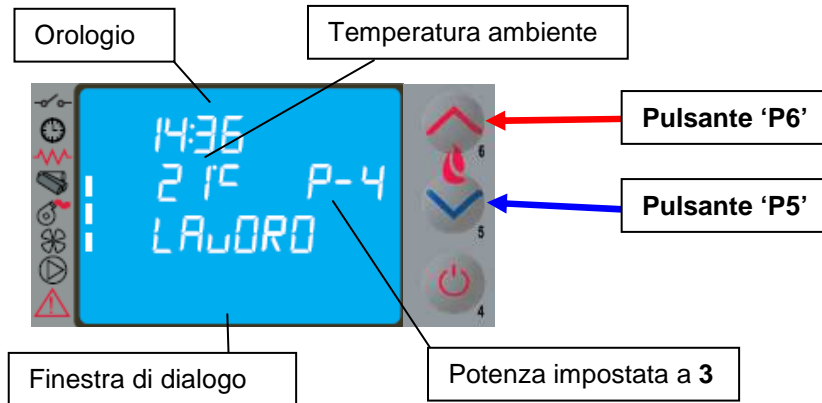 Orologio
Temperatura ambiente
14:36
21°C P-4
LAvORO
6
5
4
Pulsante ‘P6’
Pulsante ‘P5’
Finestra di dialogo
Potenza impostata a 3